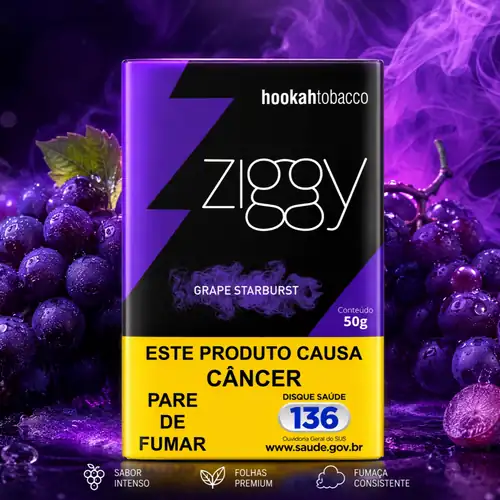 hookahtobacco
ziggy
GRAPE STARBURST
Conteúdo
50g
ESTE PRODUTO CAUSA
CÂNCER
PARE
DE
FUMAR
DISQUE SAÚDE
136
Ouvidoria Geral do SUS
www.saude.gov.br
SABOR
INTENSO
FOLHAS
PREMIUM
FUMAÇA
CONSISTENTE